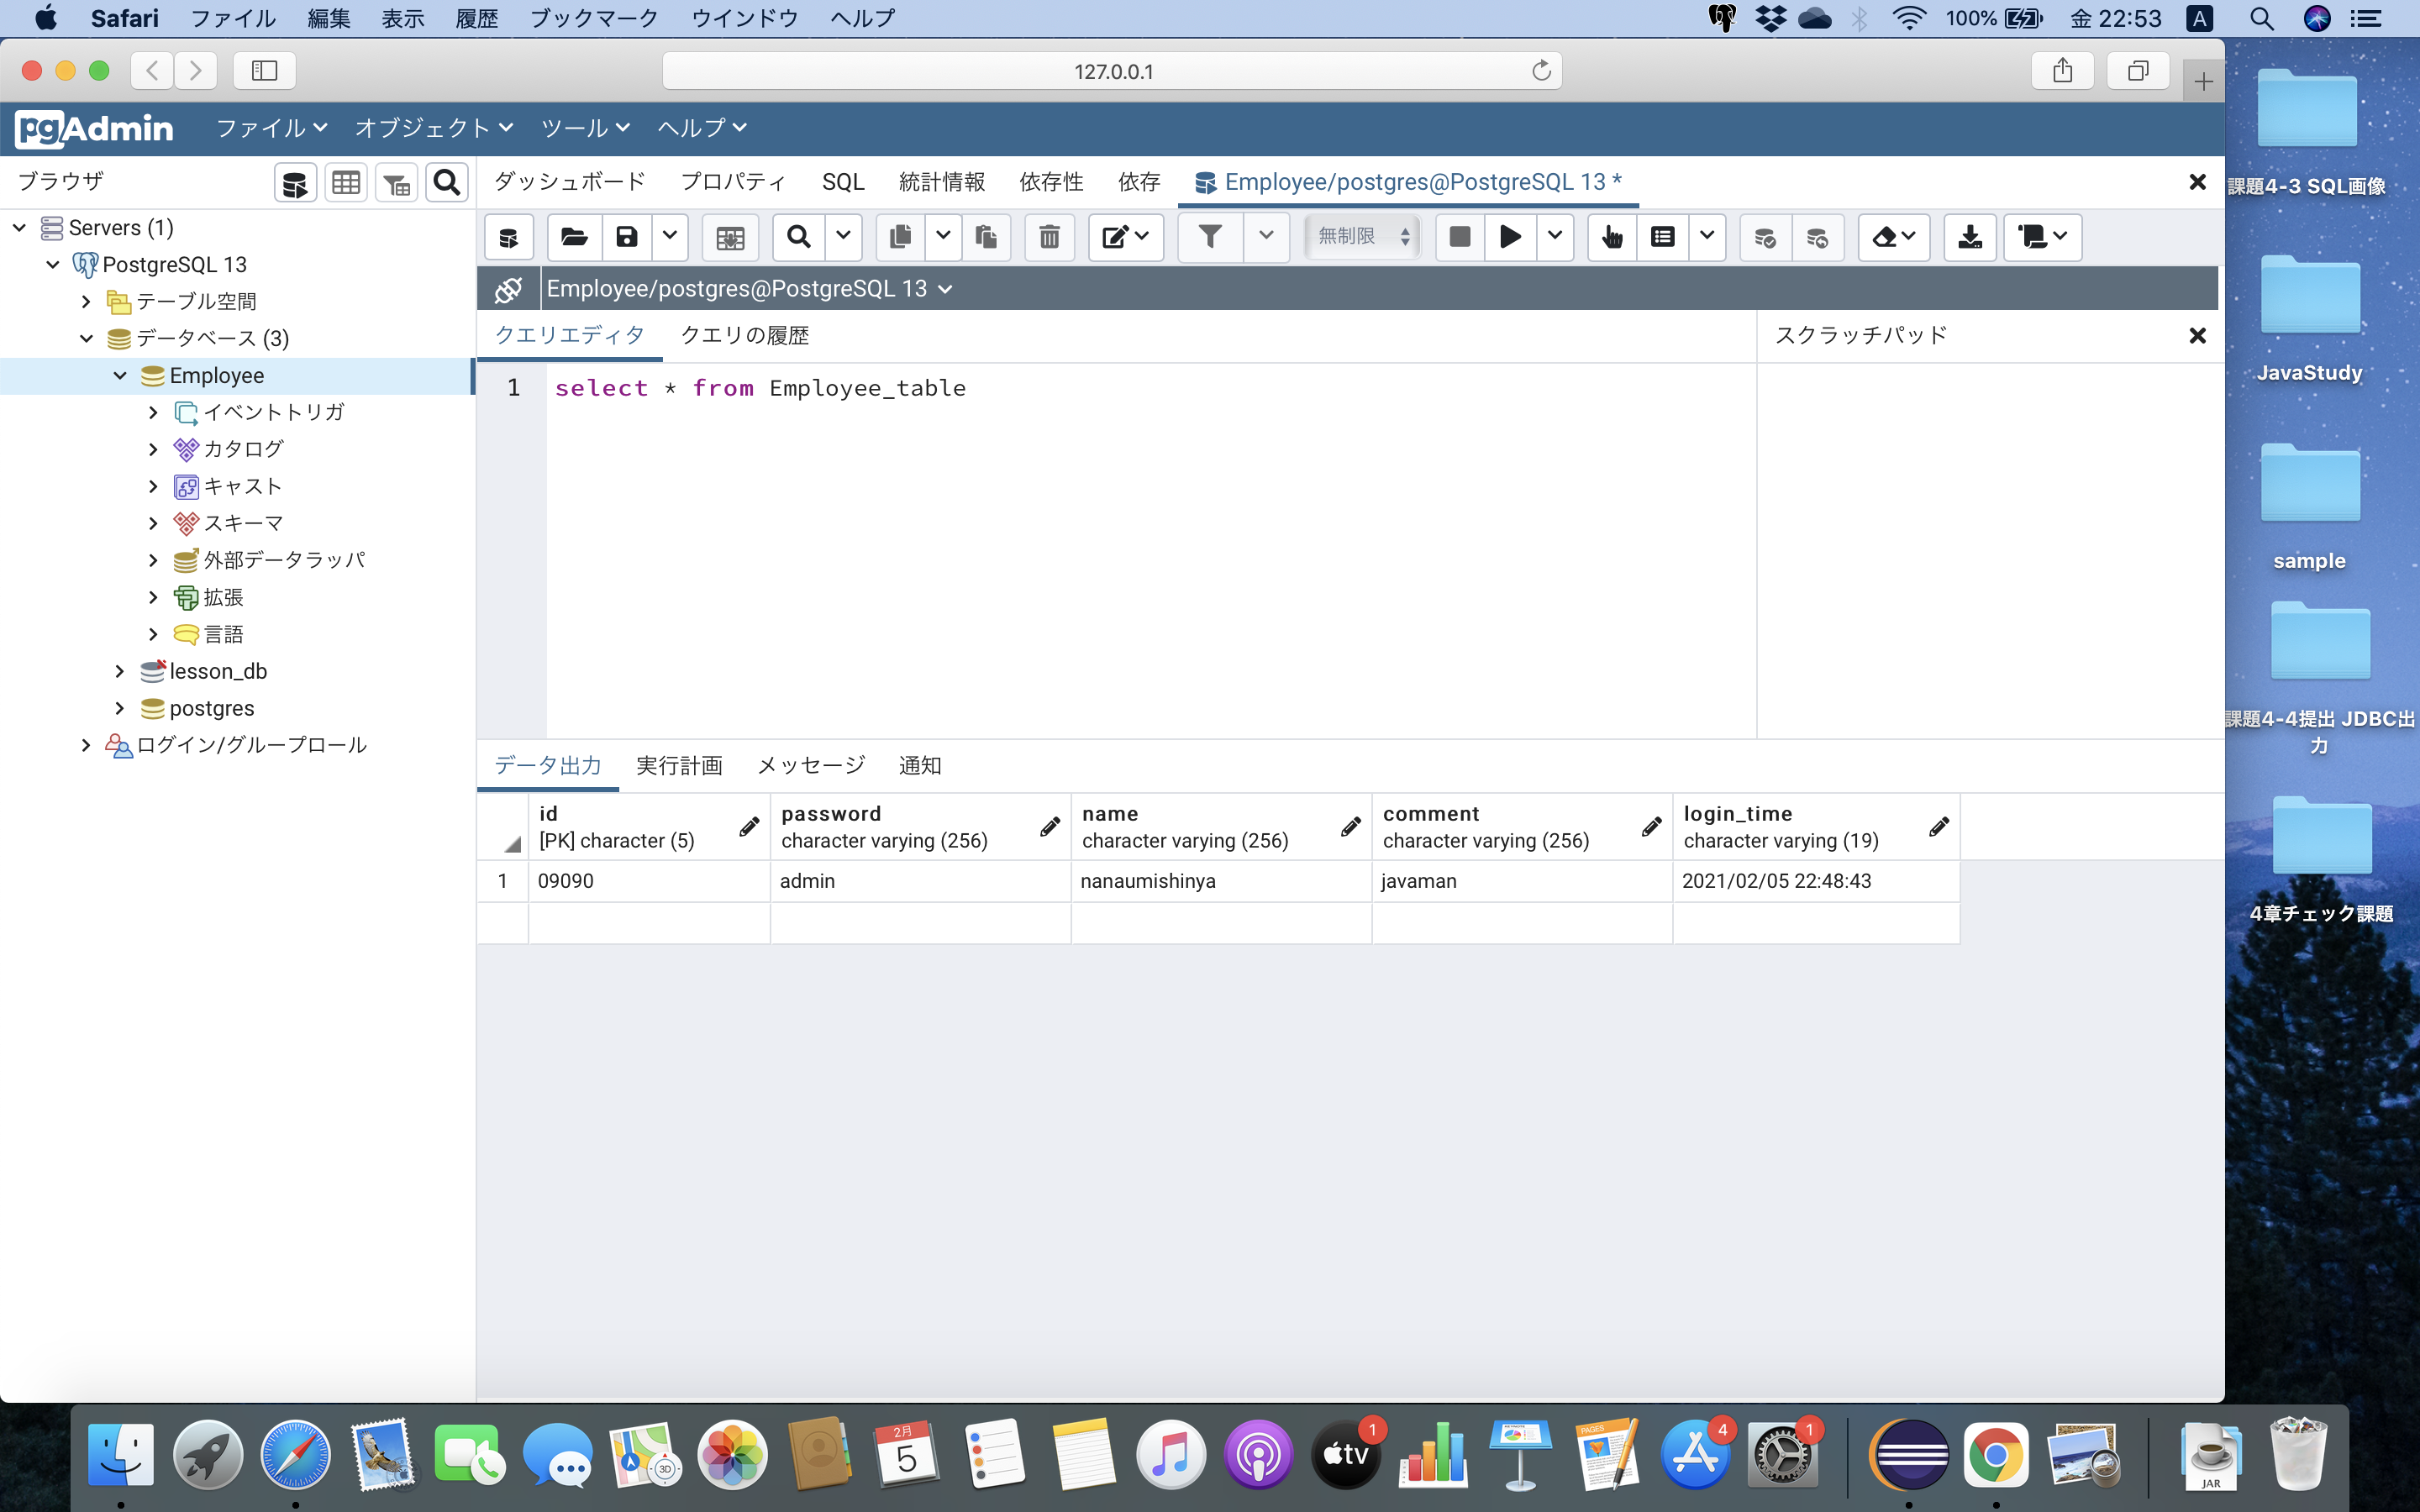 Safari ファイル 編集 表示 履歴 ブックマーク ウインドウ ヘルプ 100% 金 22:53 A
127.0.0.1
pgAdmin ファイル オブジェクト ツール ヘルプ
ブラウザ
ダッシュボード プロパティ SQL 統計情報 依存性 依存 Employee/postgres@PostgreSQL 13 *
無制限
Employee/postgres@PostgreSQL 13
クエリエディタ クエリの履歴 スクラッチパッド
1 select * from Employee_table
Servers (1)
PostgreSQL 13
テーブル空間
データベース (3)
Employee
イベントトリガ
カタログ
キャスト
スキーマ
外部データラッパ
拡張
言語
lesson_db
postgres
ログイン/グループロール
データ出力 実行計画 メッセージ 通知
id password name comment login_time
[PK] character (5) character varying (256) character varying (256) character varying (256) character varying (19)
1 09090 admin nanaumishinya javaman 2021/02/05 22:48:43
課題4-3 SQL画像
JavaStudy
sample
課題4-4提出 JDBC出
力
4章チェック課題
3D
2月
5
tv
1
PAGES
4
1
JAR